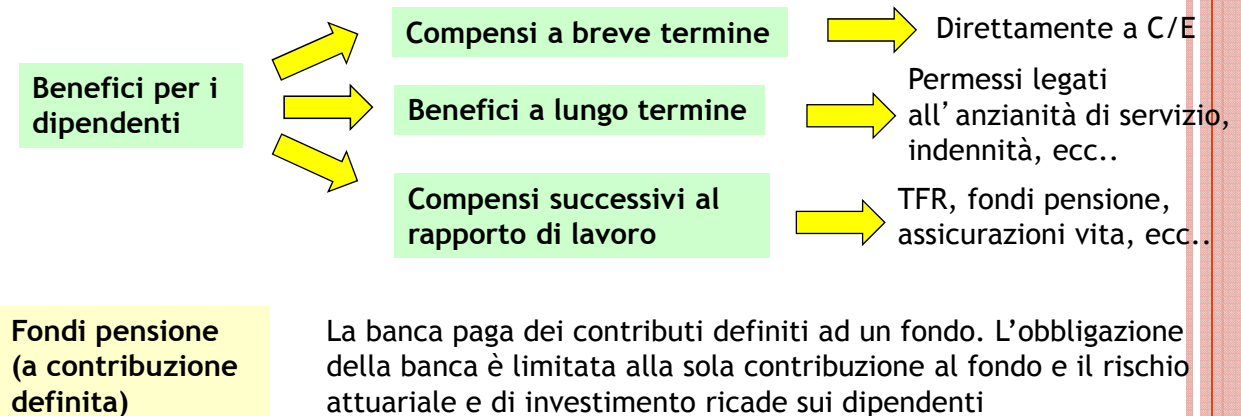 Compensi a breve termine
Direttamente a C/E
Benefici per i
dipendenti
Benefici a lungo termine
Permessi legati
all’anzianità di servizio,
indennità, ecc..
Compensi successivi al
rapporto di lavoro
TFR, fondi pensione,
assicurazioni vita, ecc..
Fondi pensione
(a contribuzione
definita)
La banca paga dei contributi definiti ad un fondo. L’obbligazione
della banca è limitata alla sola contribuzione al fondo e il rischio
attuariale e di investimento ricade sui dipendenti